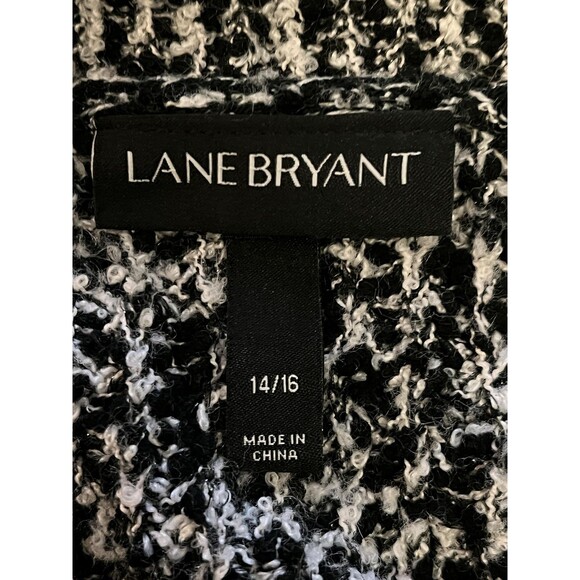 LANE BRYANT
14/16
MADE IN
CHINA